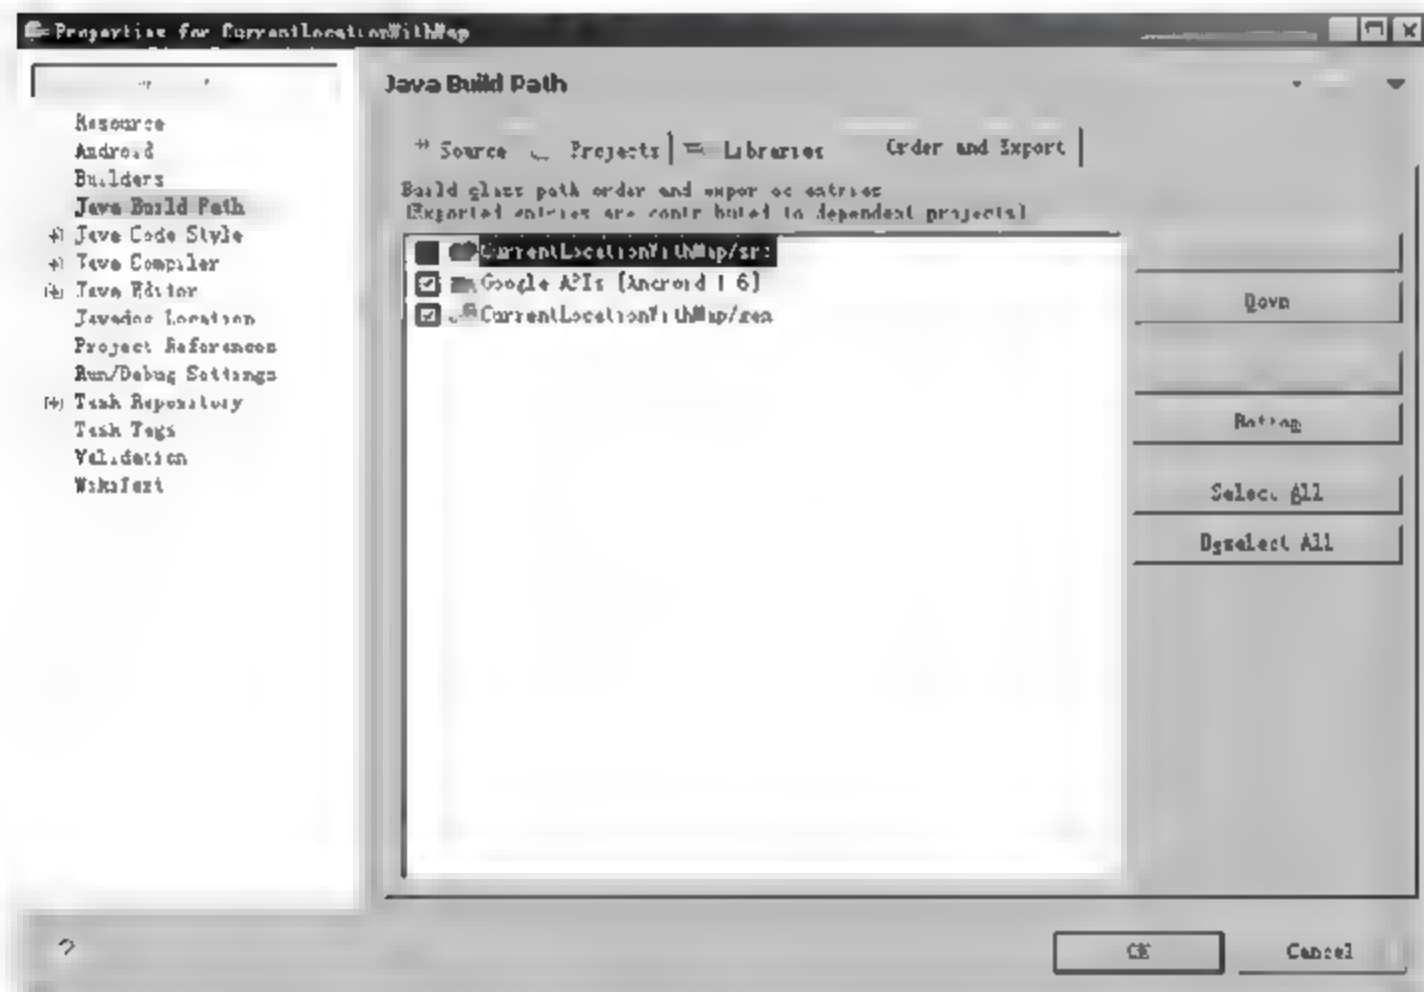 Properties for CurrentLocationWithMap
Resource
Android
Builders
Java Build Path
Java Code Style
Java Compiler
Java Editor
Javadoc Location
Project References
Run/Debug Settings
Task Repository
Task Tags
Validation
WikiText
Java Build Path
Source Projects Libraries Order and Export
Build class path order and exported entries
(Exported entries are contributed to dependent projects)
CurrentLocationWithMap/src
Google APIs [Android 1.6]
CurrentLocationWithMap/gen
Down
Bottom
Select All
Deselect All
?
OK
Cancel